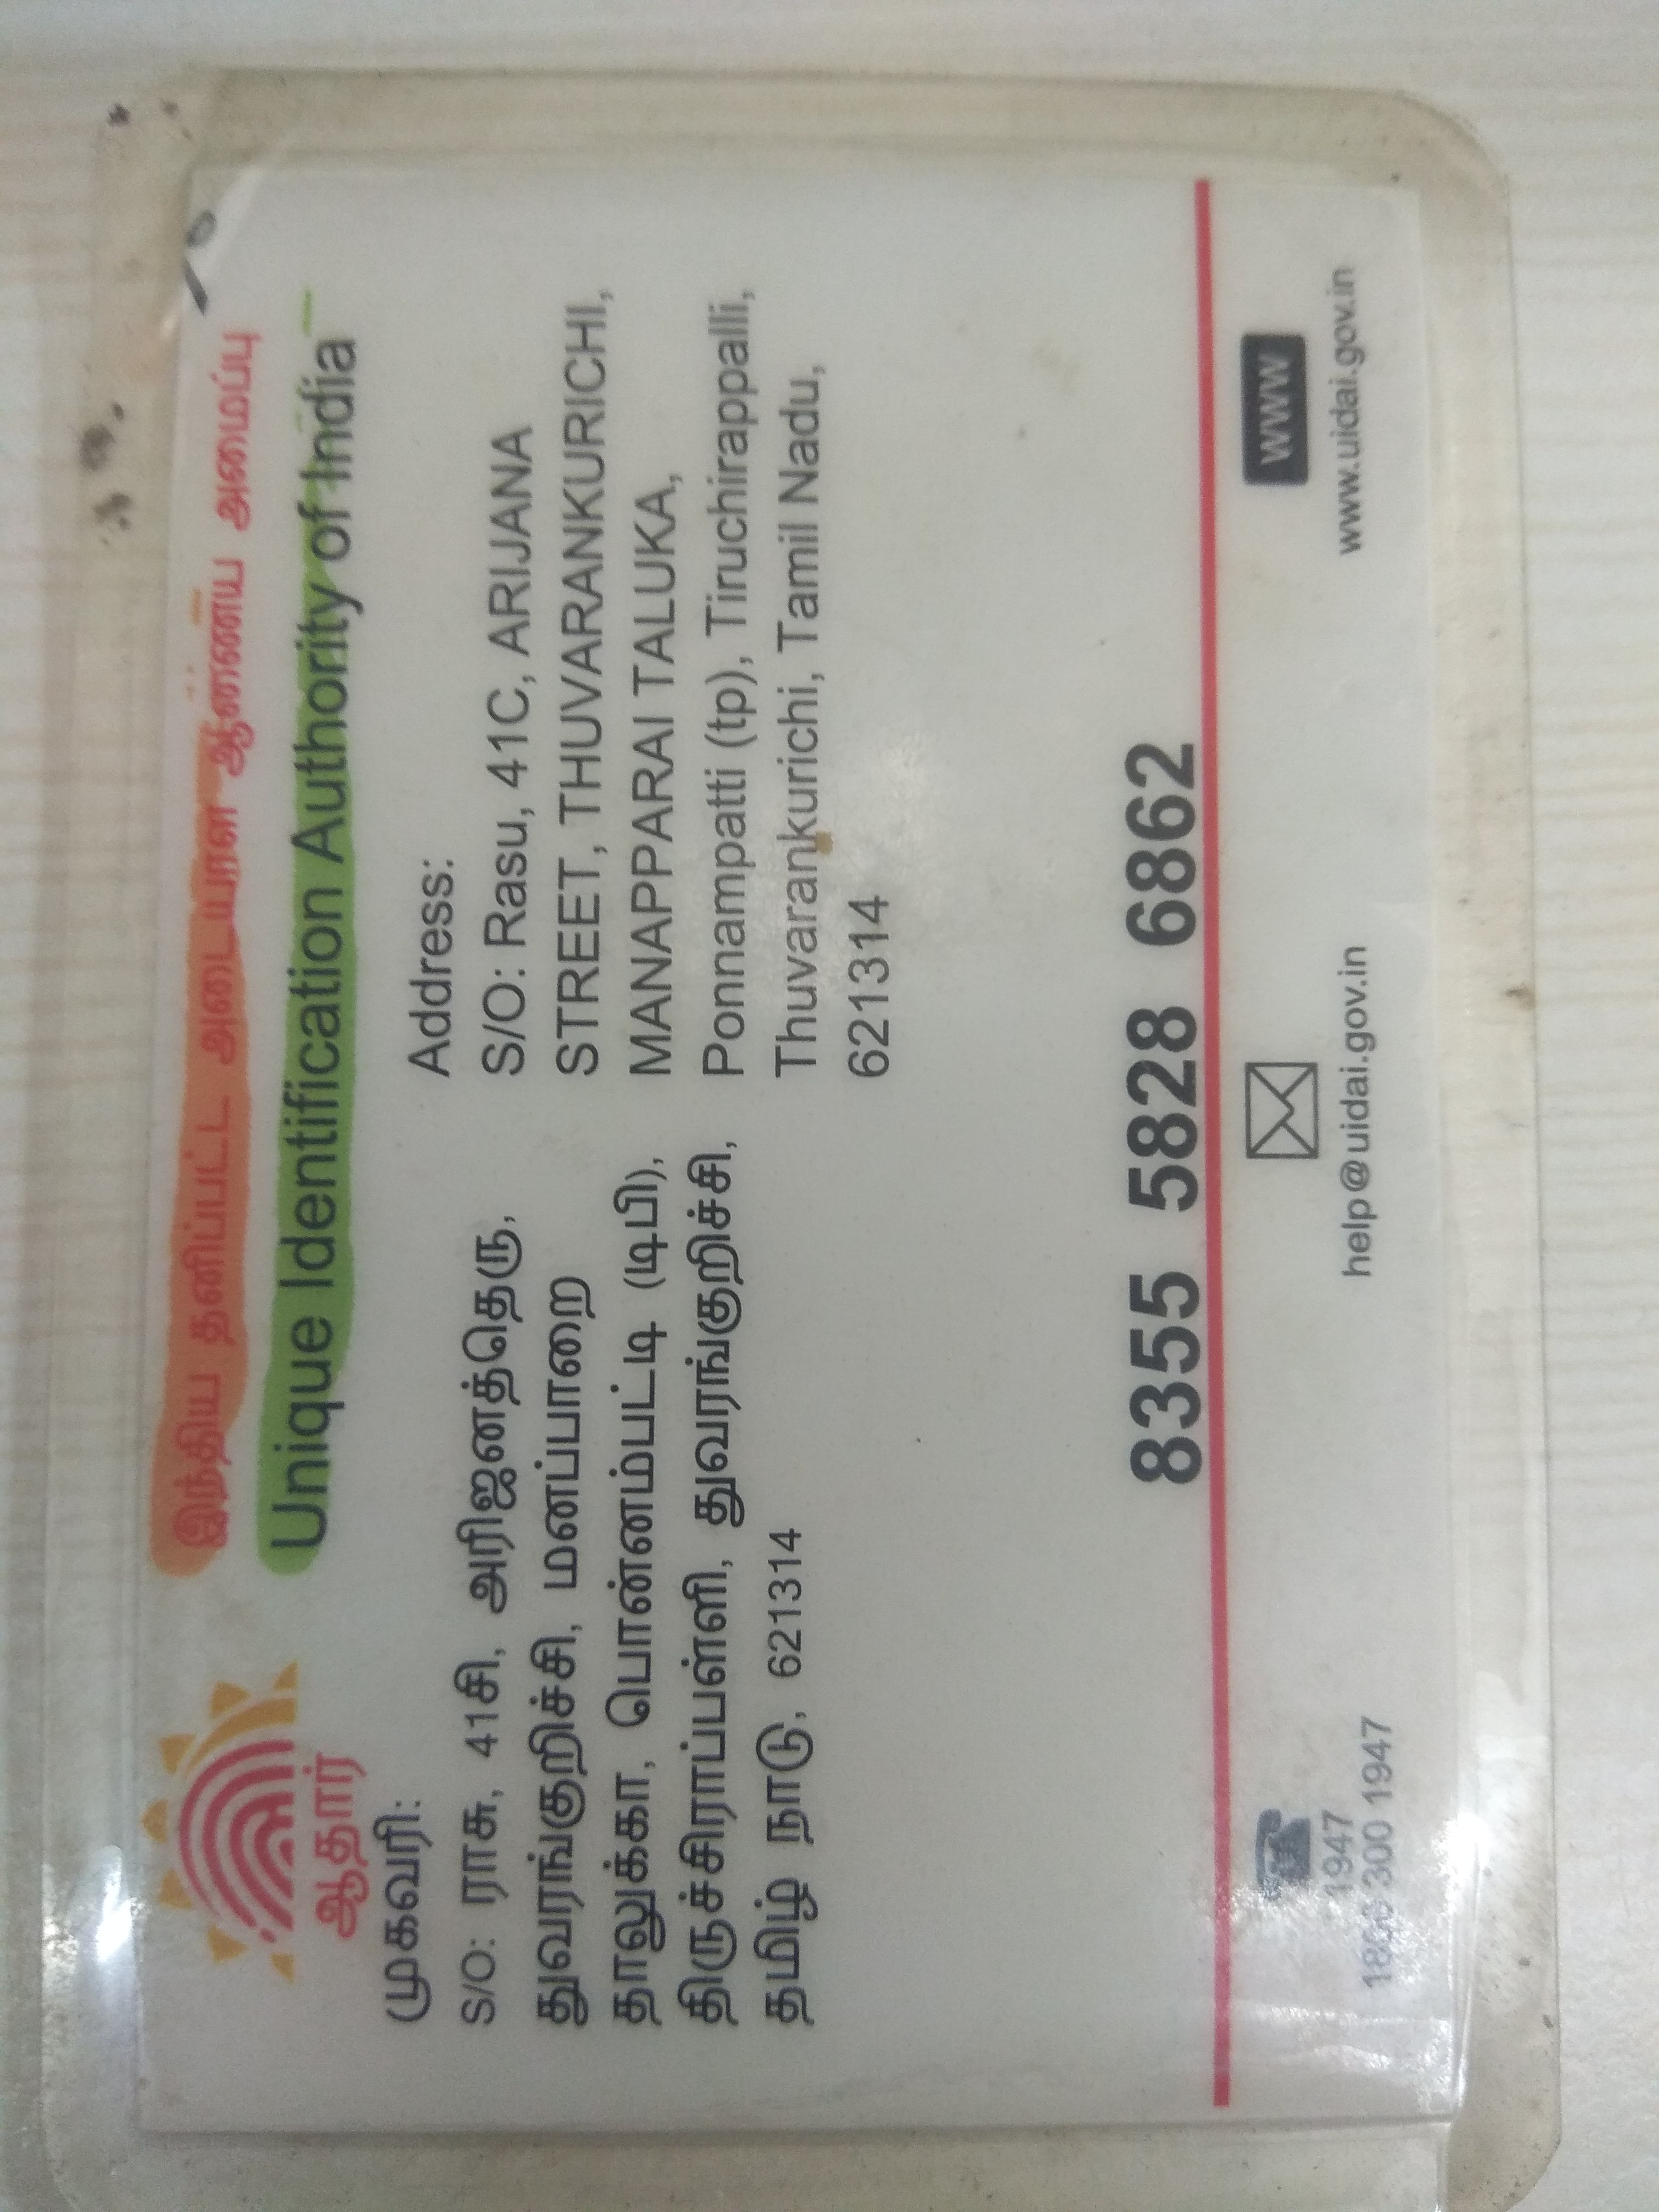 இந்திய தனிப்பட்ட அடையாள ஆணைய அமைப்பு
Unique Identification Authority of India
ஆதார்
முகவரி:
S/O: ராசு, 41சி, அரிஜனத்தெரு,
துவரங்குறிச்சி, மனப்பாறை
தாலுக்கா, பொன்னம்பட்டி (டிபி),
திருச்சிராப்பள்ளி, துவரங்குறிச்சி,
தமிழ் நாடு, 621314
Address:
S/O: Rasu, 41C, ARIJANA
STREET, THUVARANKURICHI,
MANAPPARAI TALUKA,
Ponnampatti (tp), Tiruchirappalli,
Thuvarankurichi, Tamil Nadu,
621314
8355 5828 6862
1947
1800 300 1947
help@uidai.gov.in
WWW
www.uidai.gov.in